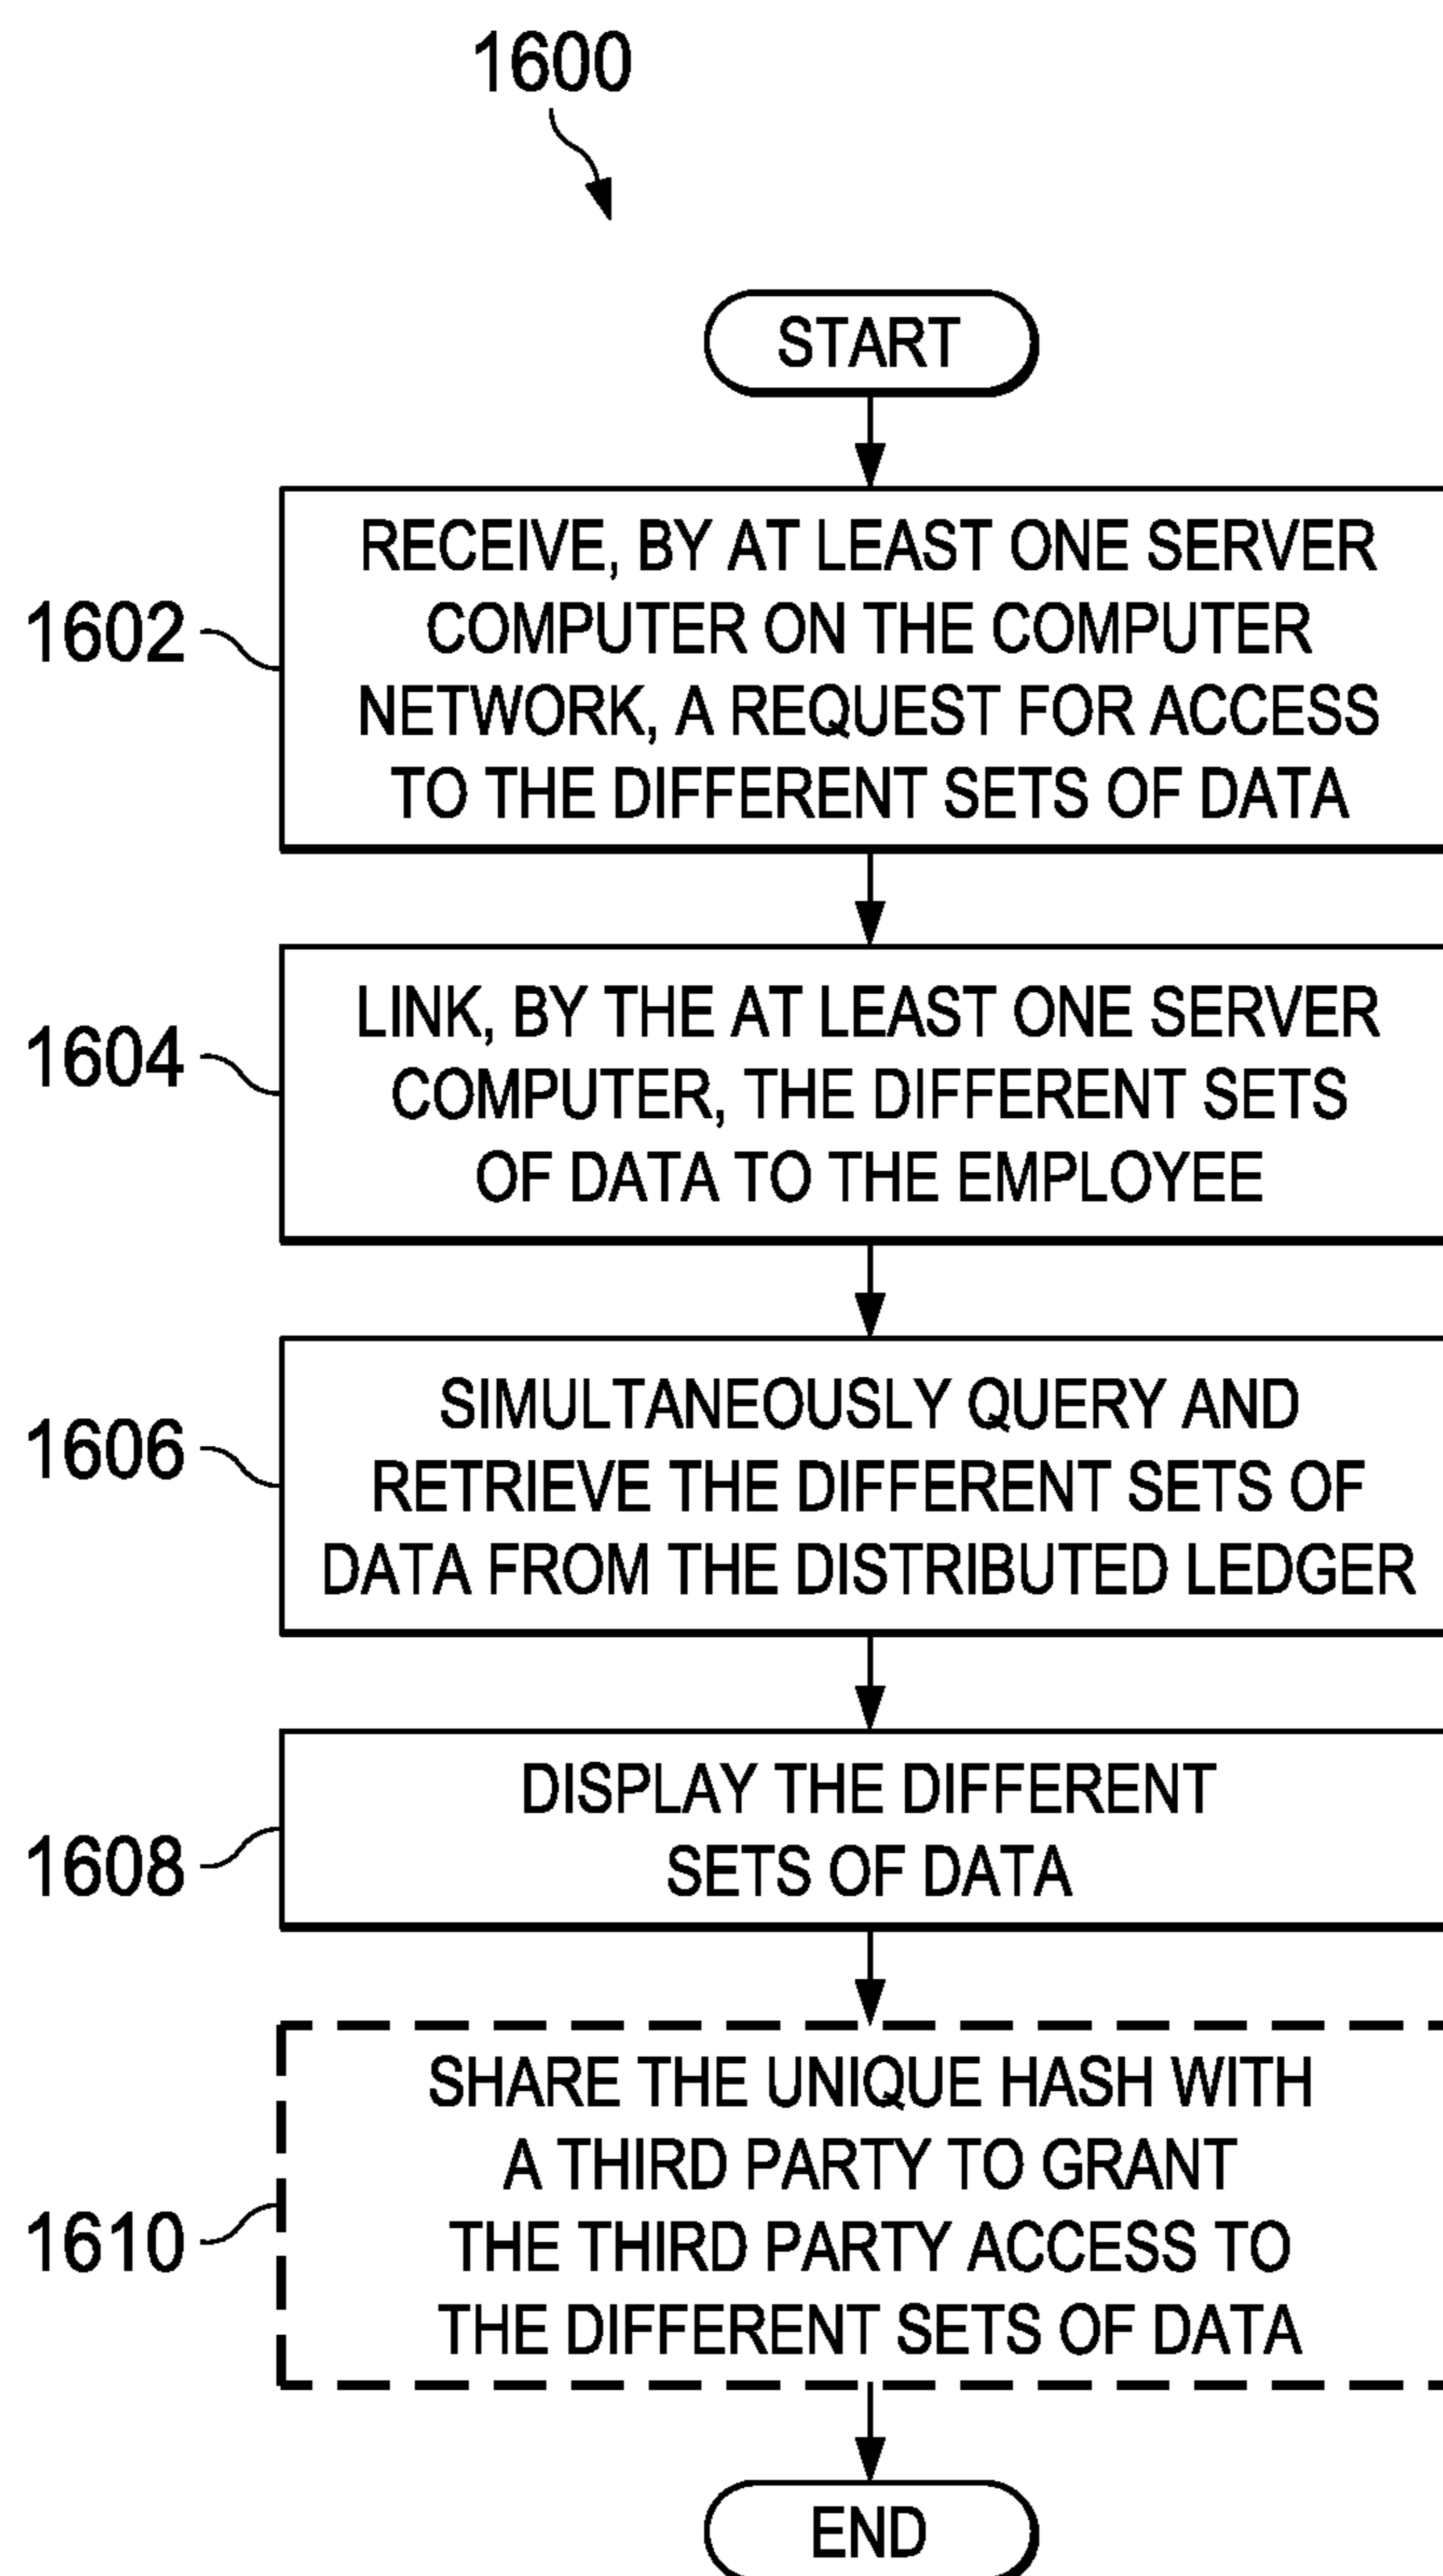 1600
START
1602
RECEIVE, BY AT LEAST ONE SERVER
COMPUTER ON THE COMPUTER
NETWORK, A REQUEST FOR ACCESS
TO THE DIFFERENT SETS OF DATA
1604
LINK, BY THE AT LEAST ONE SERVER
COMPUTER, THE DIFFERENT SETS
OF DATA TO THE EMPLOYEE
1606
SIMULTANEOUSLY QUERY AND
RETRIEVE THE DIFFERENT SETS OF
DATA FROM THE DISTRIBUTED LEDGER
1608
DISPLAY THE DIFFERENT
SETS OF DATA
1610
SHARE THE UNIQUE HASH WITH
A THIRD PARTY TO GRANT
THE THIRD PARTY ACCESS TO
THE DIFFERENT SETS OF DATA
END